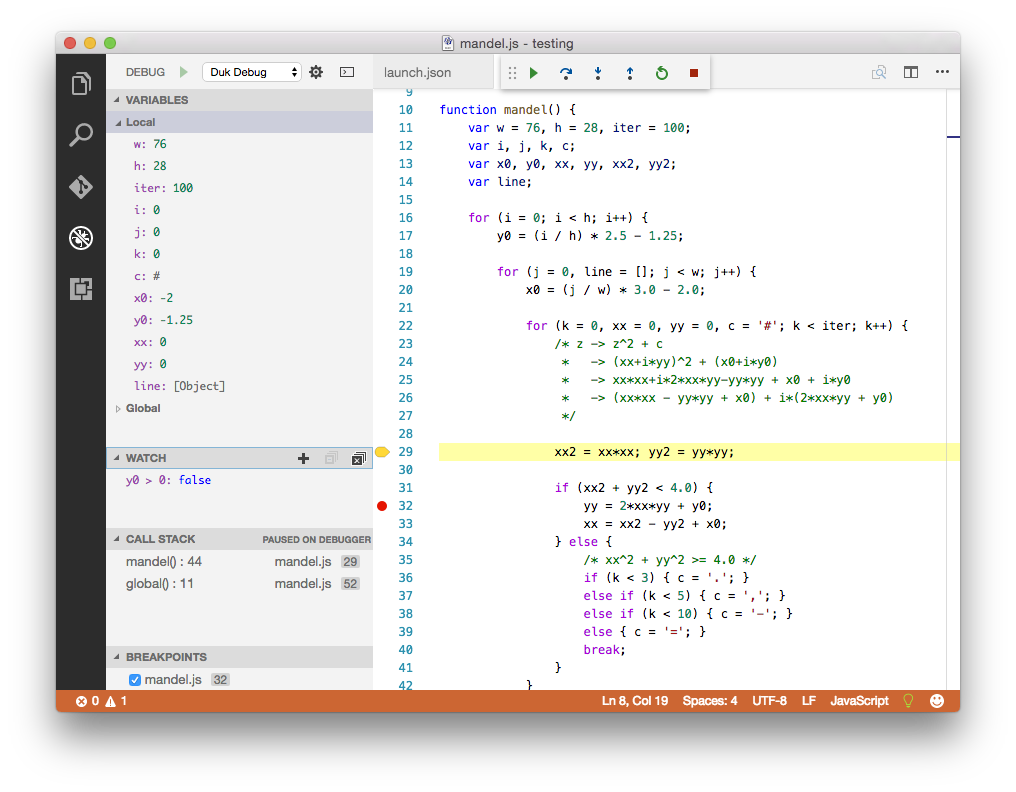 mandel.js - testing
DEBUG Duk Debug
VARIABLES
Local
w: 76
h: 28
iter: 100
i: 0
j: 0
k: 0
c: #
x0: -2
y0: -1.25
xx: 0
yy: 0
line: [Object]
Global
WATCH
y0 > 0: false
CALL STACK PAUSED ON DEBUGGER
mandel() : 44 mandel.js 29
global() : 11 mandel.js 52
BREAKPOINTS
mandel.js 32
launch.json
9
10 function mandel() {
11 var w = 76, h = 28, iter = 100;
12 var i, j, k, c;
13 var x0, y0, xx, yy, xx2, yy2;
14 var line;
15
16 for (i = 0; i < h; i++) {
17 y0 = (i / h) * 2.5 - 1.25;
18
19 for (j = 0, line = []; j < w; j++) {
20 x0 = (j / w) * 3.0 - 2.0;
21
22 for (k = 0, xx = 0, yy = 0, c = '#'; k < iter; k++) {
23 /* z -> z^2 + c
24 * -> (xx+i*yy)^2 + (x0+i*y0)
25 * -> xx*xx+i*2*xx*yy-yy*yy + x0 + i*y0
26 * -> (xx*xx - yy*yy + x0) + i*(2*xx*yy + y0)
27 */
28
29 xx2 = xx*xx; yy2 = yy*yy;
30
31 if (xx2 + yy2 < 4.0) {
32 yy = 2*xx*yy + y0;
33 xx = xx2 - yy2 + x0;
34 } else {
35 /* xx^2 + yy^2 >= 4.0 */
36 if (k < 3) { c = '.'; }
37 else if (k < 5) { c = ','; }
38 else if (k < 10) { c = '-'; }
39 else { c = '='; }
40 break;
41 }
42 }
0 1 Ln 8, Col 19 Spaces: 4 UTF-8 LF JavaScript